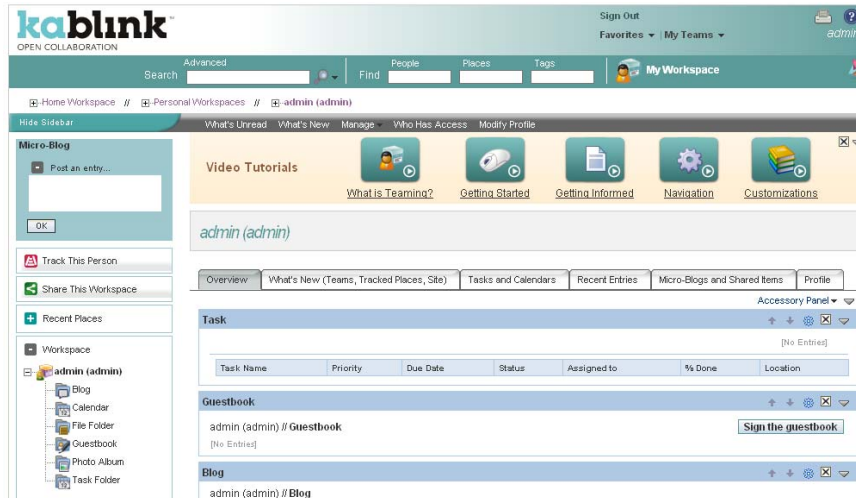 kablink
OPEN COLLABORATION
Sign Out
Favorites | My Teams
admin
Advanced
Search
People
Find
Places
Tags
My Workspace
Home Workspace // Personal Workspaces // admin (admin)
Hide Sidebar
What's Unread What's New Manage Who Has Access Modify Profile
Micro-Blog
Post an entry...
OK
Track This Person
Share This Workspace
Recent Places
Workspace
admin (admin)
Blog
Calendar
File Folder
Guestbook
Photo Album
Task Folder
Video Tutorials
What is Teaming?
Getting Started
Getting Informed
Navigation
Customizations
admin (admin)
Overview
What's New (Teams, Tracked Places, Site)
Tasks and Calendars
Recent Entries
Micro-Blogs and Shared Items
Profile
Accessory Panel
Task
[No Entries]
Task Name Priority Due Date Status Assigned to % Done Location
Guestbook
admin (admin) // Guestbook
Sign the guestbook
[No Entries]
Blog
admin (admin) // Blog